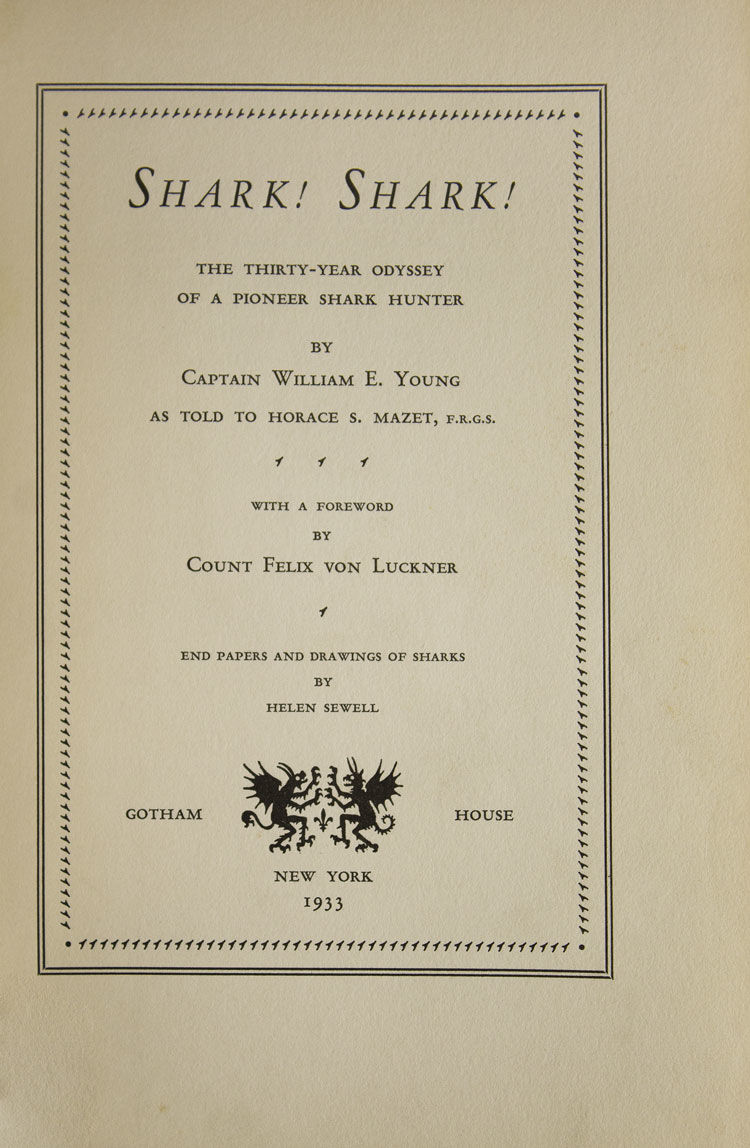 SHARK! SHARK!
THE THIRTY-YEAR ODYSSEY
OF A PIONEER SHARK HUNTER
BY
CAPTAIN WILLIAM E. YOUNG
AS TOLD TO HORACE S. MAZET, F.R.G.S.
WITH A FOREWORD
BY
COUNT FELIX VON LUCKNER
END PAPERS AND DRAWINGS OF SHARKS
BY
HELEN SEWELL
GOTHAM HOUSE
NEW YORK
1933